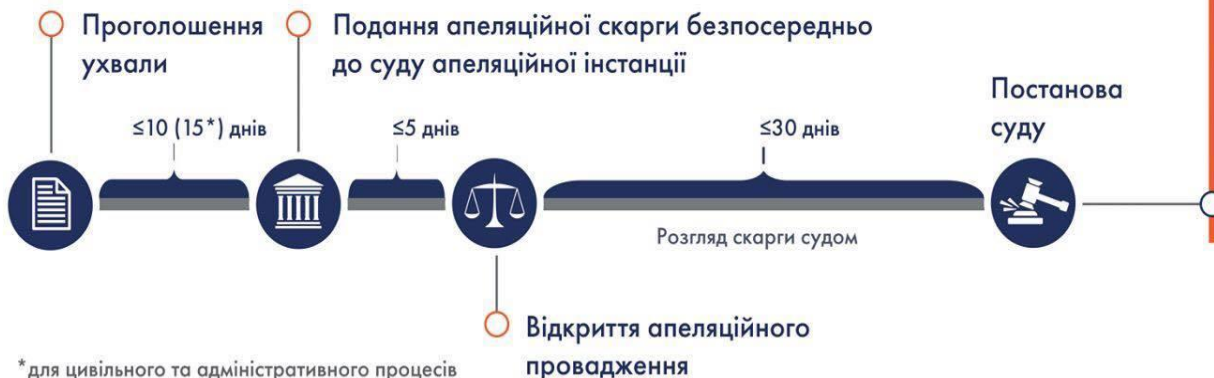 Проголошення
ухвали
Подання апеляційної скарги безпосередньо
до суду апеляційної інстанції
Постанова
суду
≤10 (15*) днів
≤5 днів
≤30 днів
Розгляд скарги судом
Відкриття апеляційного
провадження
*для цивільного та адміністративного процесів